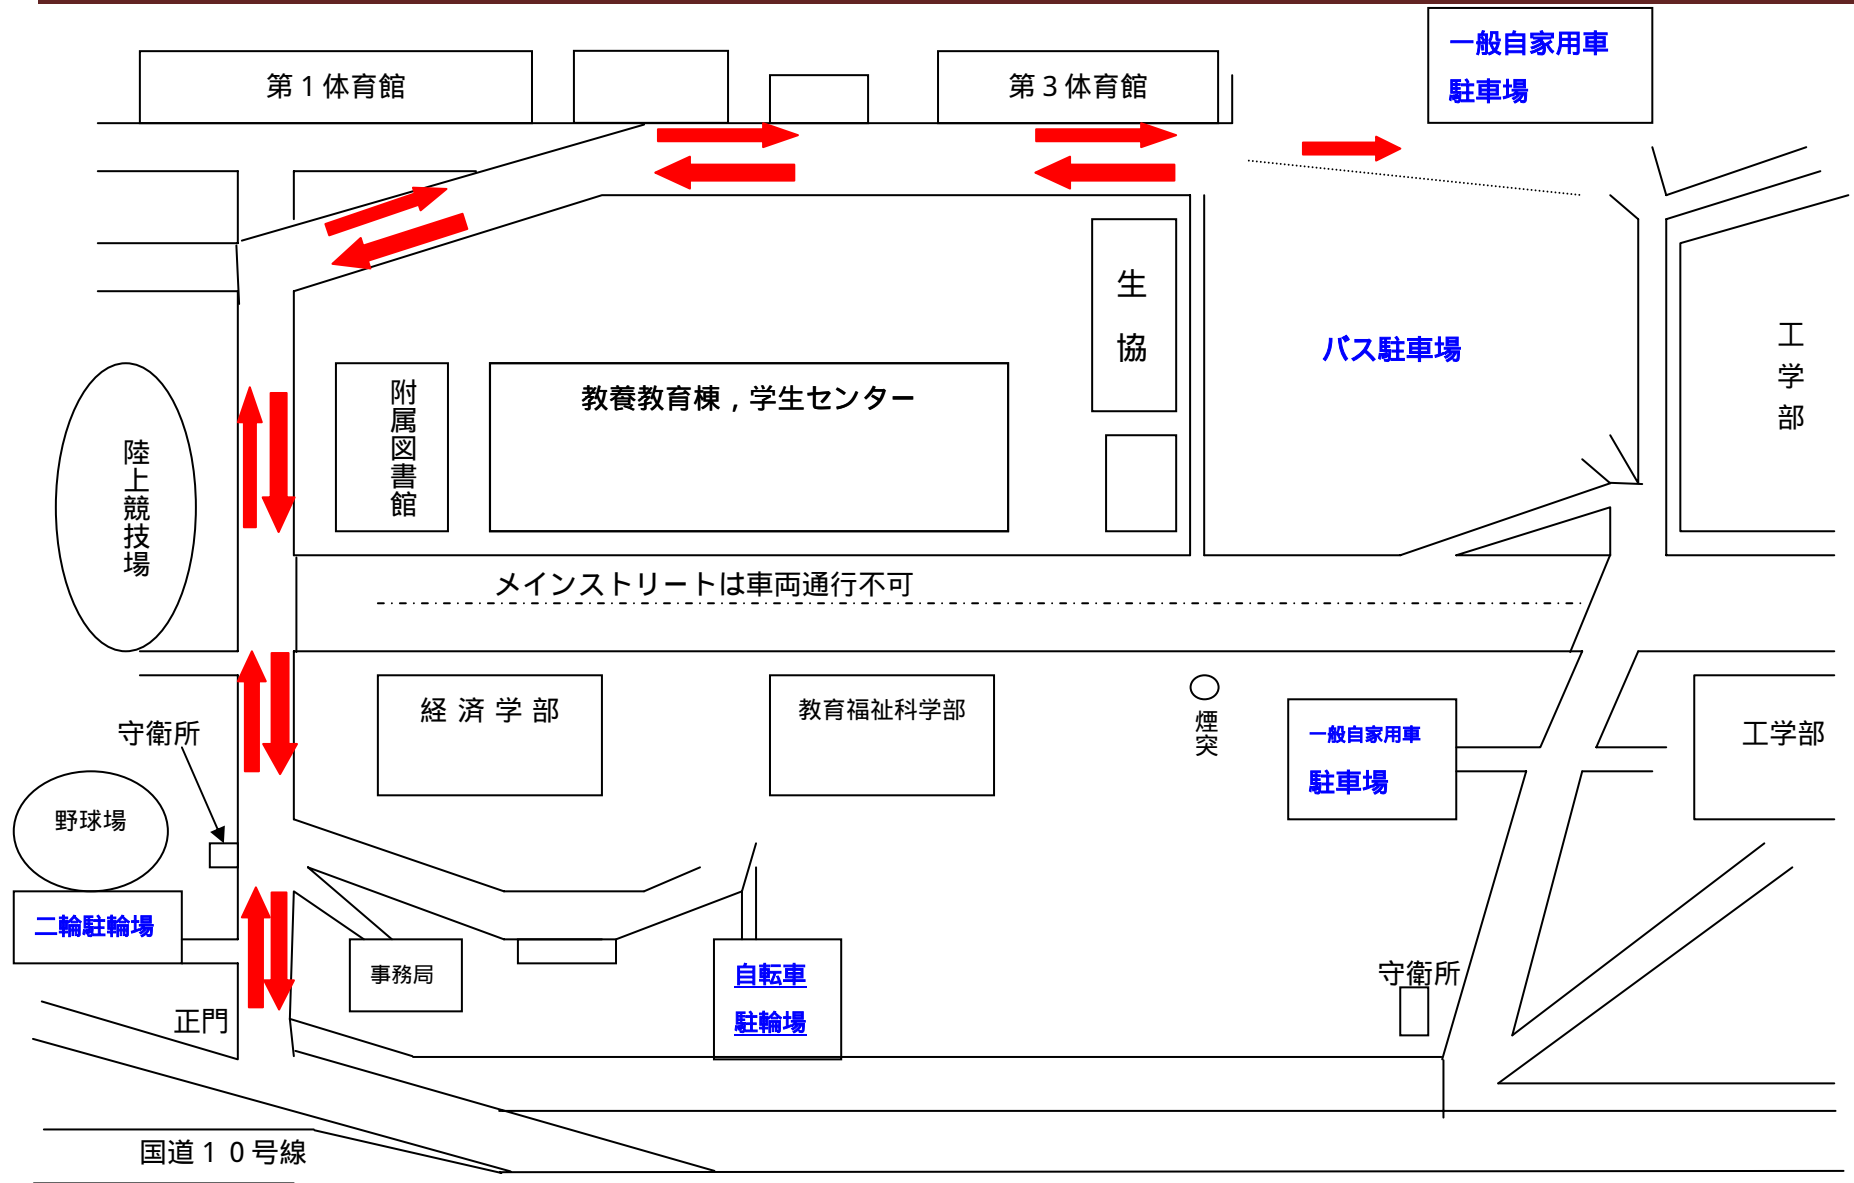 一般自家用車
駐車場
第１体育館
第３体育館
生
協
バス駐車場
工
学
部
附属図書館
教養教育棟，学生センター
陸上競技場
メインストリートは車両通行不可
経 済 学 部
教育福祉科学部
煙突
一般自家用車
駐車場
工学部
守衛所
野球場
二輪駐輪場
事務局
自転車
駐輪場
守衛所
正門
国道１０号線